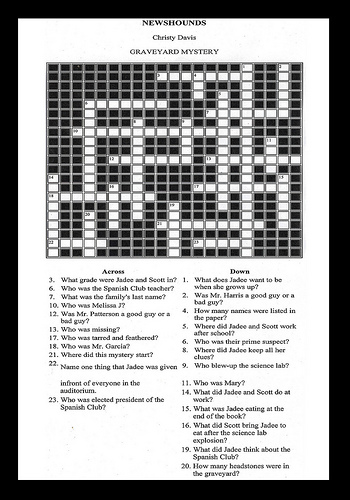 NEWSHOUNDS
Christy Davis
GRAVEYARD MYSTERY
Across
3. What grade were Jadee and Scott in?
6. Who was the Spanish Club teacher?
7. What was the family's last name?
10. Who was Melissa J?
12. Was Mr. Patterson a good guy or a
bad guy?
13. Who was missing?
17. Who was tarred and feathered?
18. Who was Mr. Garcia?
21. Where did this mystery start?
22. Name one thing that Jadee was given
infront of everyone in the
auditorium.
23. Who was elected president of the
Spanish Club?
Down
1. What does Jadee want to be
when she grows up?
2. Was Mr. Harris a good guy or a
bad guy?
4. How many names were listed in
the paper?
5. Where did Jadee and Scott work
after school?
6. Who was their prime suspect?
8. Where did Jadee keep all her
clues?
9. Who blew-up the science lab?
11. Who was Mary?
14. What did Jadee and Scott do at
work?
15. What was Jadee eating at the
end of the book?
16. What did Scott bring Jadee to
eat after the science lab
explosion?
19. What did Jadee think about the
Spanish Club?
20. How many headstones were in
the graveyard?